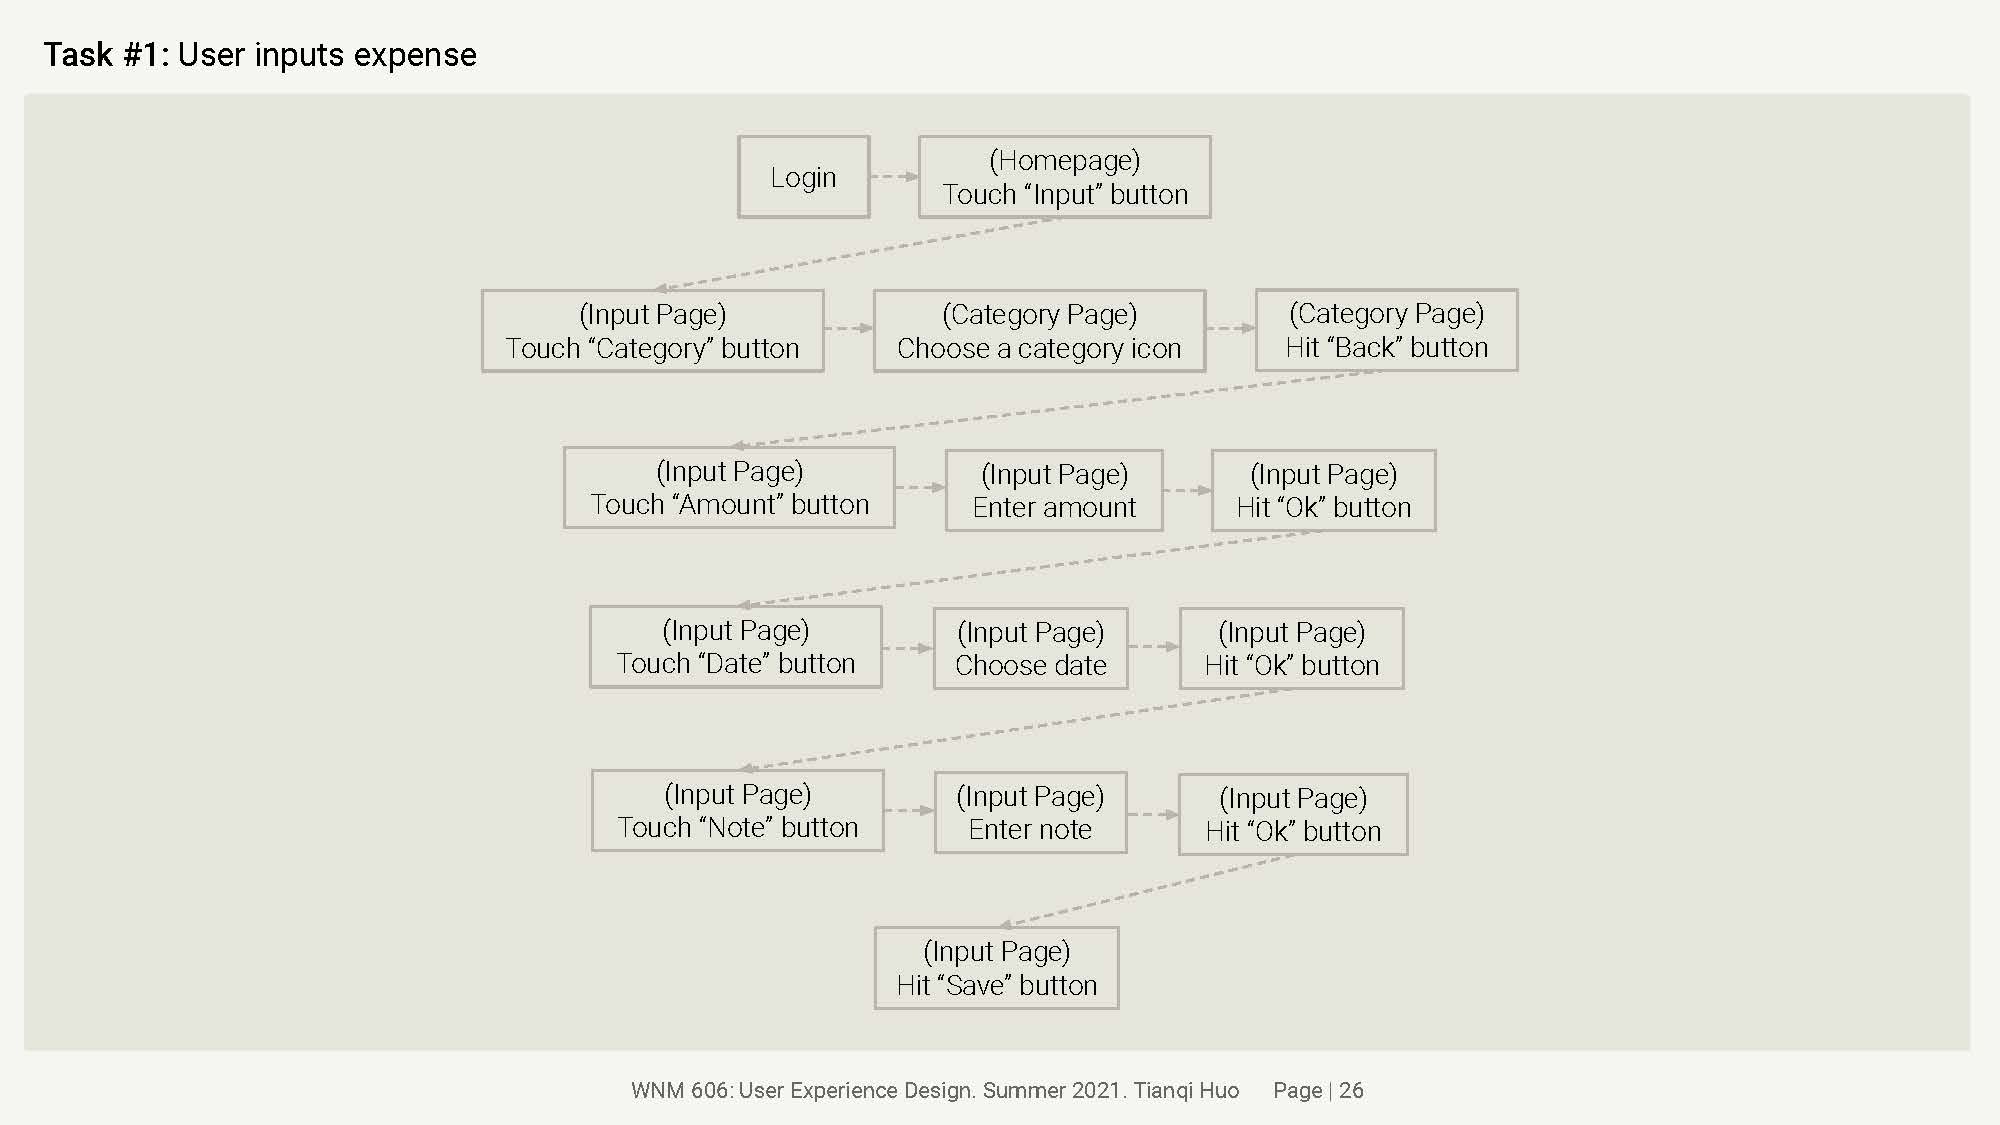 Task #1: User inputs expense
Login
(Homepage)
Touch “Input” button
(Input Page)
Touch “Category” button
(Category Page)
Choose a category icon
(Category Page)
Hit “Back” button
(Input Page)
Touch “Amount” button
(Input Page)
Enter amount
(Input Page)
Hit “Ok” button
(Input Page)
Touch “Date” button
(Input Page)
Choose date
(Input Page)
Hit “Ok” button
(Input Page)
Touch “Note” button
(Input Page)
Enter note
(Input Page)
Hit “Ok” button
(Input Page)
Hit “Save” button
WNM 606: User Experience Design. Summer 2021. Tianqi Huo Page | 26